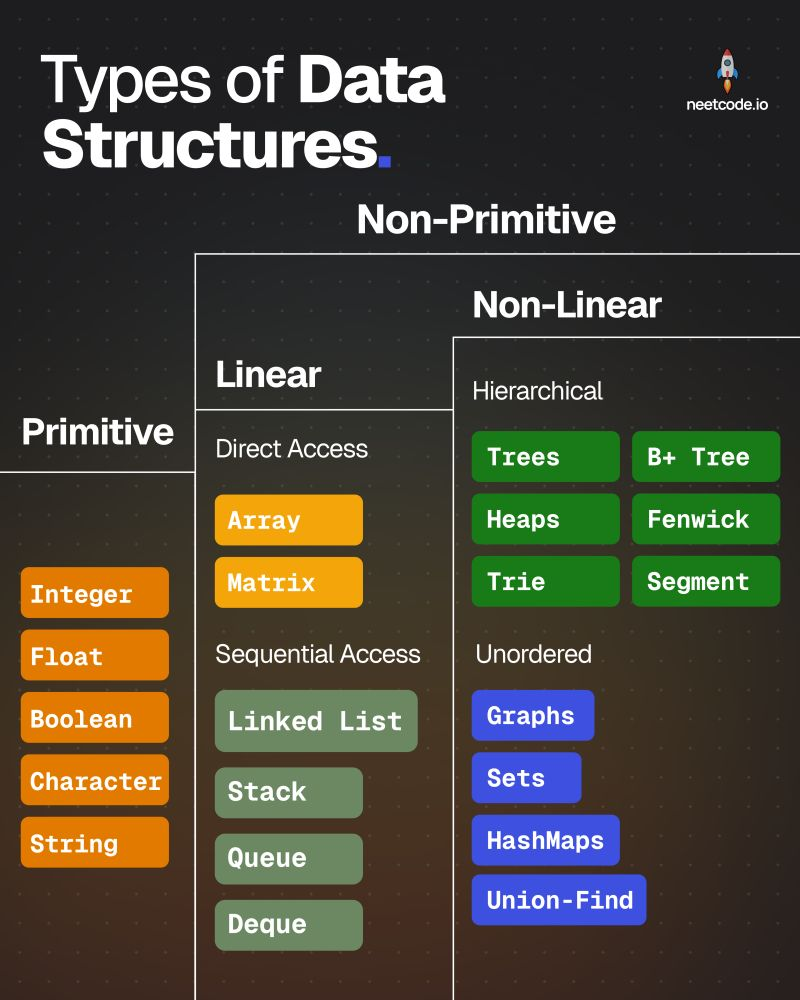 Types of Data
Structures.
neetcode.io
Non-Primitive
Non-Linear
Linear
Primitive
Hierarchical
Trees
B+ Tree
Heaps
Fenwick
Trie
Segment
Direct Access
Array
Matrix
Integer
Float
Boolean
Character
String
Sequential Access
Linked List
Stack
Queue
Deque
Unordered
Graphs
Sets
HashMaps
Union-Find